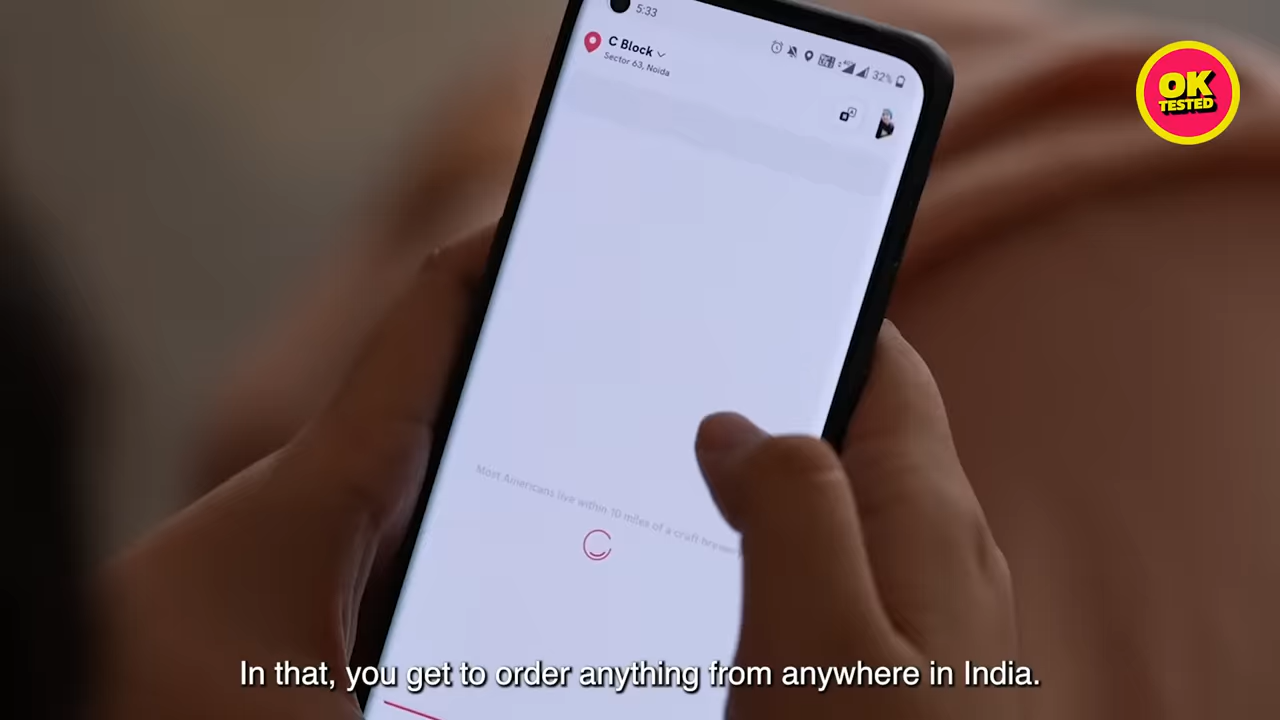 5:33
32%
C Block
Sector 63, Noida
OK
TESTED
Most Americans live within 10 miles of a craft brewery
In that, you get to order anything from anywhere in India.